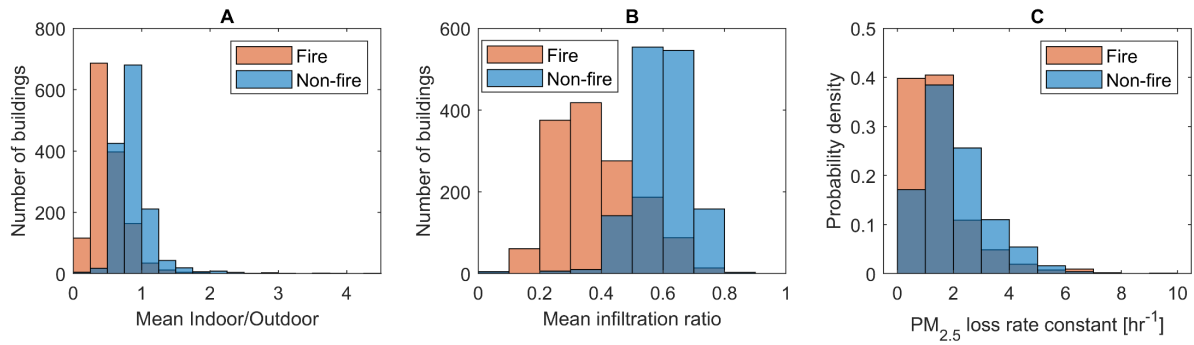 A
Number of buildings
800
600
400
200
0
0 1 2 3 4
Mean Indoor/Outdoor
Fire
Non-fire
B
Number of buildings
600
400
200
0
0 0.2 0.4 0.6 0.8 1
Mean infiltration ratio
Fire
Non-fire
C
Probability density
0.5
0.4
0.3
0.2
0.1
0
0 2 4 6 8 10
PM2.5 loss rate constant [hr-1]
Fire
Non-fire